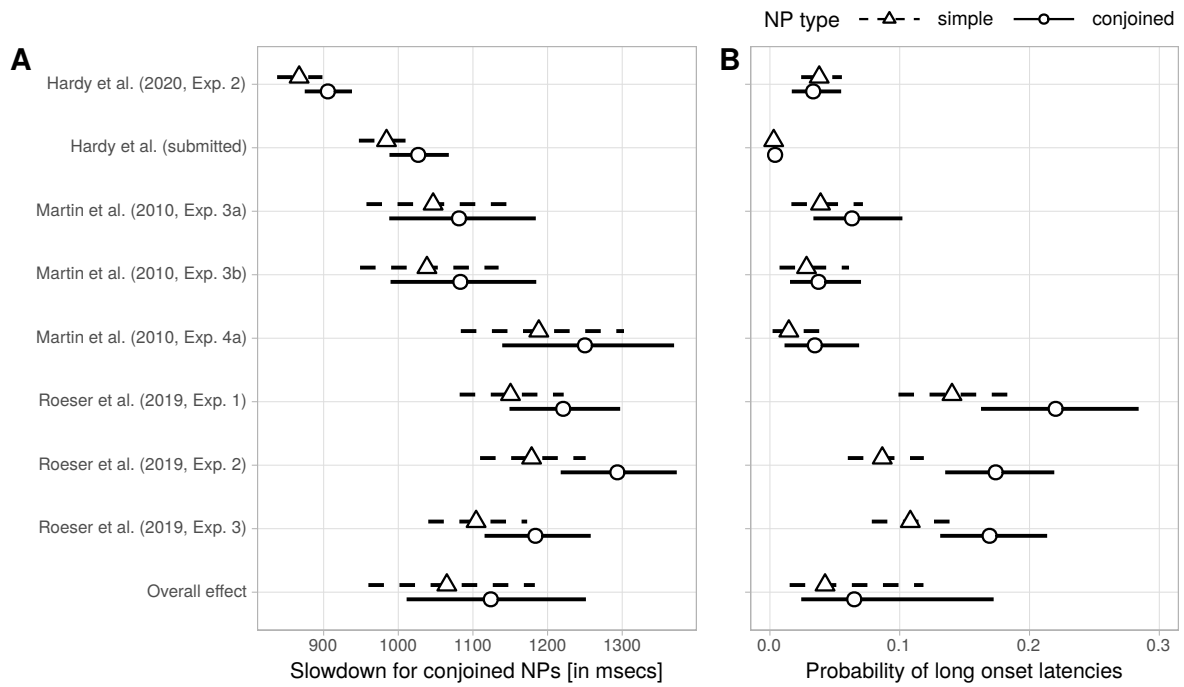 NP type simple conjoined
A
B
Hardy et al. (2020, Exp. 2)
Hardy et al. (submitted)
Martin et al. (2010, Exp. 3a)
Martin et al. (2010, Exp. 3b)
Martin et al. (2010, Exp. 4a)
Roeser et al. (2019, Exp. 1)
Roeser et al. (2019, Exp. 2)
Roeser et al. (2019, Exp. 3)
Overall effect
900 1000 1100 1200 1300
Slowdown for conjoined NPs [in msecs]
0.0 0.1 0.2 0.3
Probability of long onset latencies